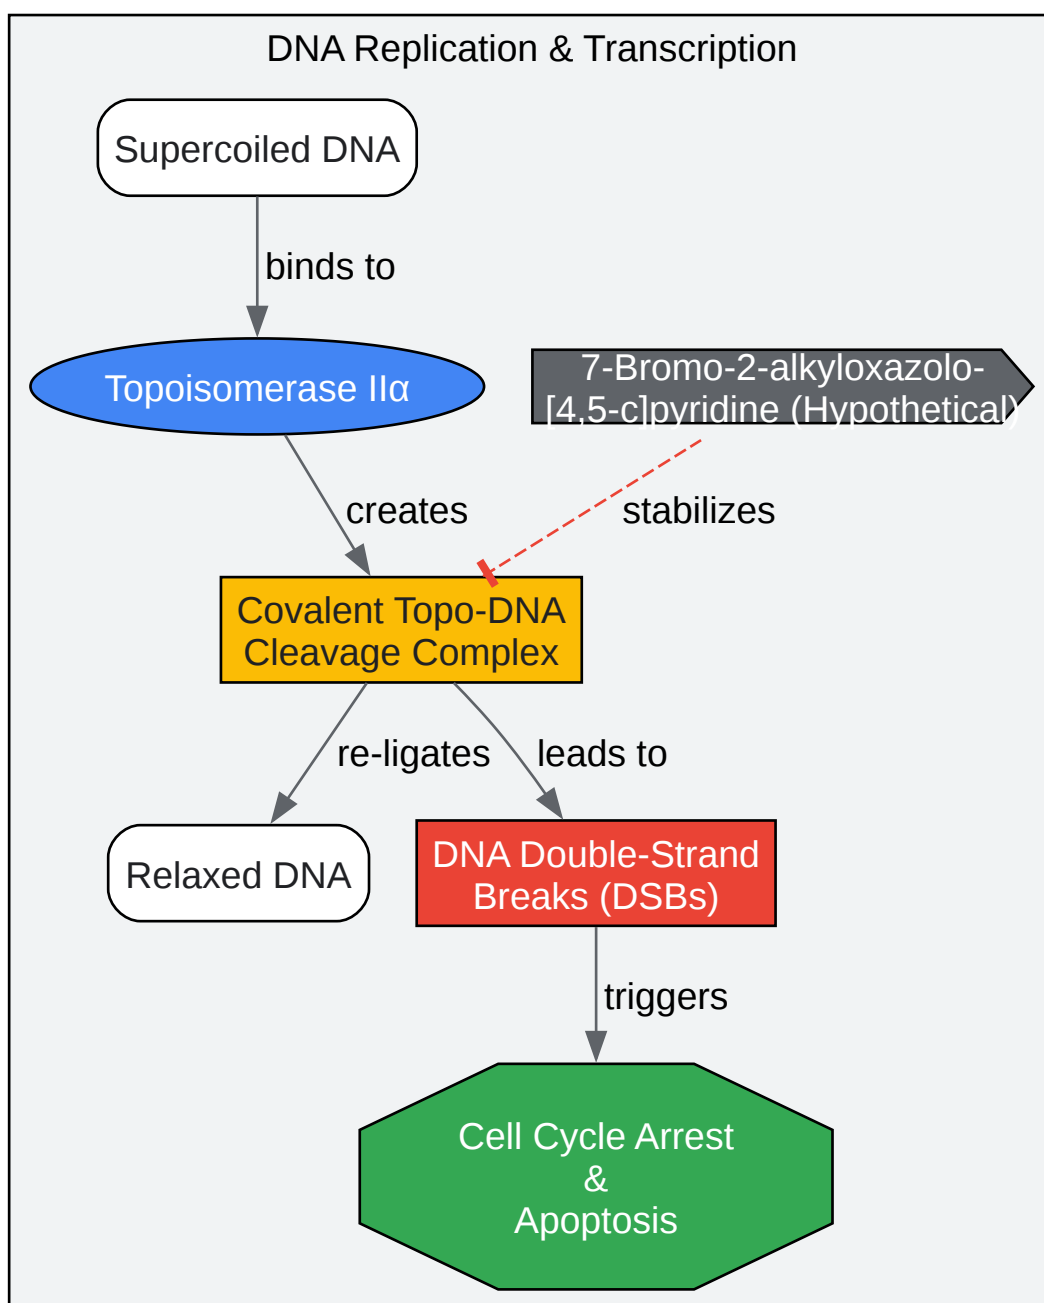 DNA Replication & Transcription
Supercoiled DNA
binds to
Topoisomerase IIα
7-Bromo-2-alkyloxazolo-
[4,5-c]pyridine (Hypothetical)
creates
stabilizes
Covalent Topo-DNA
Cleavage Complex
re-ligates
leads to
Relaxed DNA
DNA Double-Strand
Breaks (DSBs)
triggers
Cell Cycle Arrest
&
Apoptosis